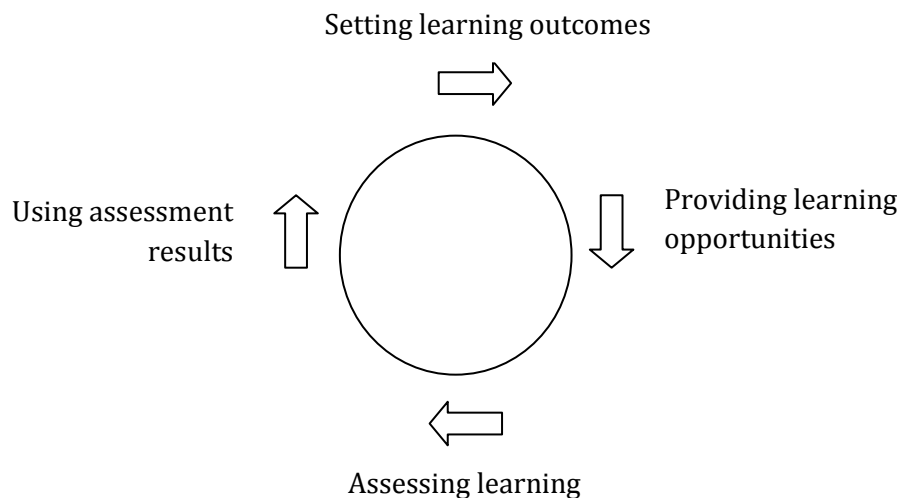 Setting learning outcomes
Using assessment
results
Providing learning
opportunities
Assessing learning